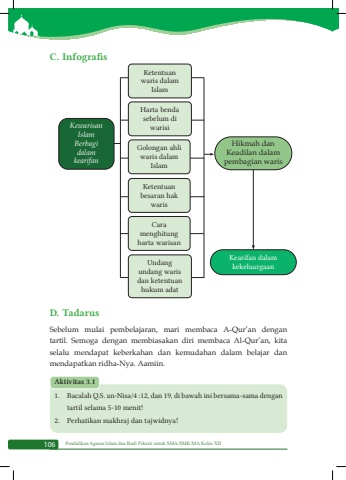 C. Infografis
Kewarisan
Islam
Berbagi
dalam
kearifan
Ketentuan
waris dalam
Islam
Harta benda
sebelum di
warisi
Golongan ahli
waris dalam
Islam
Ketentuan
besaran hak
waris
Cara
menghitung
harta warisan
Undang
undang waris
dan ketentuan
hukum adat
Hikmah dan
Keadilan dalam
pembagian waris
Kearifan dalam
kekeluargaan
D. Tadarus
Sebelum mulai pembelajaran, mari membaca A-Qur'an dengan
tartil. Semoga dengan membiasakan diri membaca Al-Qur'an, kita
selalu mendapat keberkahan dan kemudahan dalam belajar dan
mendapatkan ridha-Nya. Aamiin.
Aktivitas 3.1
1. Bacalah Q.S. an-Nisa/4 :12, dan 19, di bawah ini bersama-sama dengan
tartil selama 5-10 menit!
2. Perhatikan makhraj dan tajwidnya!
106 Pendidikan Agama Islam dan Budi Pekerti untuk SMA/SMK/MA Kelas XII